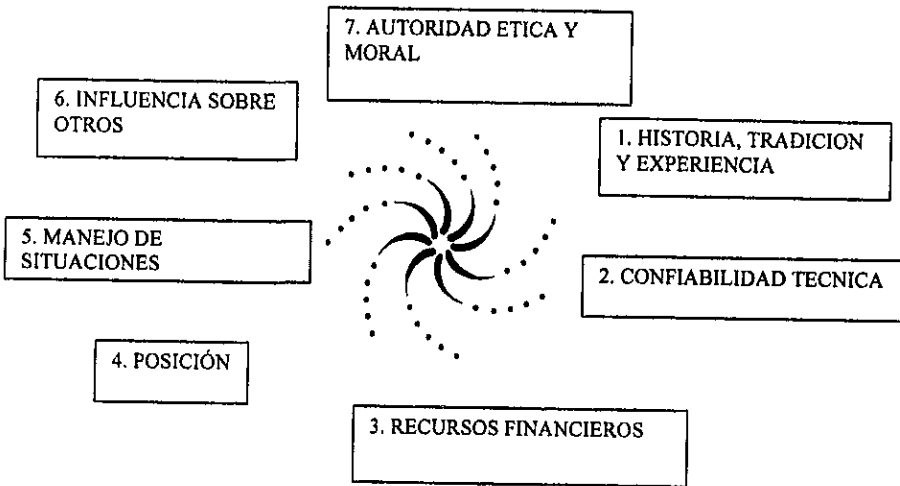 7. AUTORIDAD ETICA Y
MORAL
6. INFLUENCIA SOBRE
OTROS
1. HISTORIA, TRADICION
Y EXPERIENCIA
5. MANEJO DE
SITUACIONES
2. CONFIABILIDAD TECNICA
4. POSICIÓN
3. RECURSOS FINANCIEROS